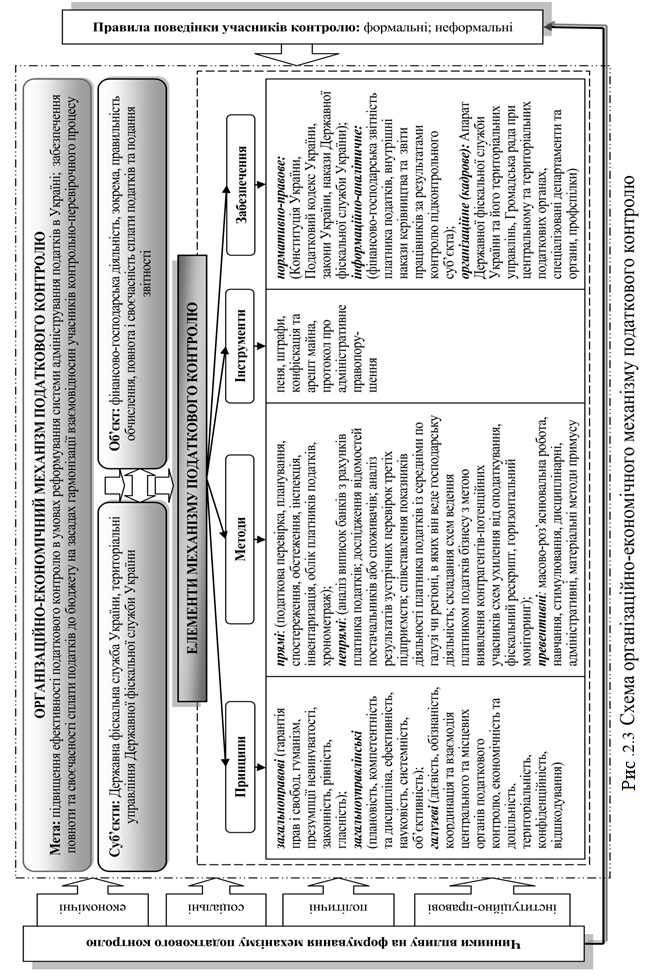 ОРГАНІЗАЦІЙНО-ЕКОНОМІЧНИЙ МЕХАНІЗМ ПОДАТКОВОГО КОНТРОЛЮ
Мета: підвищення ефективності податкового контролю в умовах реформування системи адміністрування податків в Україні; забезпечення
повноти та своєчасності сплати податків до бюджету на засадах гармонізації взаємовідносин учасників контрольно-перевірочного процесу
Суб’єкти: Державна фіскальна служба України, територіальні
управління Державної фіскальної служби України
Об’єкт: фінансово-господарська діяльність, зокрема, правильність
обчислення, повнота і своєчасність сплати податків та подання
звітності
ЕЛЕМЕНТИ МЕХАНІЗМУ ПОДАТКОВОГО КОНТРОЛЮ
Принципи
загальноправові (гарантія
прав і свобод, гуманізм,
презумпції невинуватості,
законність, рівність,
гласність);
загальноуправлінські
(плановість, компетентність
та дисципліна, ефективність,
науковість, системність,
об’єктивність);
галузеві (дієвість, обізнаність,
координація та взаємодія
центрального та місцевих
органів податкового
контролю, економічність та
доцільність,
територіальність,
конфіденційність,
відшкодування)
Методи
прямі: (податкова перевірка, планування,
спостереження, обстеження, інспекція,
інвентаризація, облік платників податків,
хронометраж);
непрямі: (аналіз виписок банків з рахунків
платника податків; дослідження відомостей
постачальників або споживачів; аналіз
результатів зустрічних перевірок третіх
підприємств; співставлення показників
діяльності платника податків із середніми по
галузі чи регіоні, в яких він веде господарську
діяльність; складання схем ведення
платником податків бізнесу з метою
виявлення контрагентів-потенційних
учасників схем ухилення від оподаткування,
фіскальний рескрипт, горизонтальний
моніторинг);
превентивні: масово-роз’яснювальна робота,
навчання, стимулювання, дисциплінарні,
адміністративні, матеріальні методи примусу
Інструменти
пеня, штрафи,
конфіскація та
арешт майна,
протокол про
адміністративне
правопору-
шення
Забезпечення
нормативно-правове:
(Конституція України,
Податковий кодекс України,
закони України, накази Державної
фіскальної служби України);
інформаційно-аналітичне:
(фінансово-господарська звітність
платника податків, внутрішні
накази керівництва та звіти
працівників за результатами
контролю підконтрольного
суб’єкта);
організаційне (кадрове): Апарат
Державної фіскальної служби
України та його територіальних
управлінь, Громадська рада при
центральному та територіальних
податкових органах,
спеціалізовані департаменти та
органи, профспілки)
Правила поведінки учасників контролю: формальні; неформальні
економічні
соціальні
політичні
інституційно-правові
Чинники впливу на формування механізму податкового контролю
Рис .2.3 Схема організаційно-економічного механізму податкового контролю